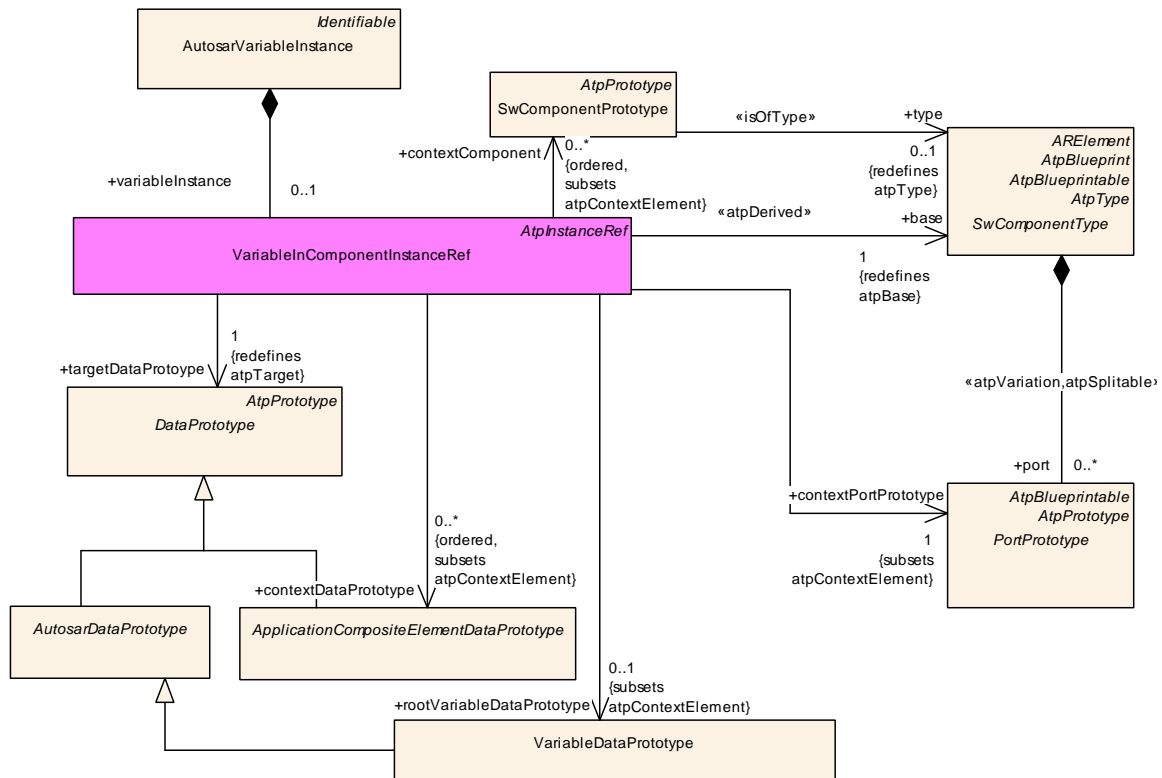 Identifiable
AutosarVariableInstance
AtpPrototype
SwComponentPrototype
«isOfType»
+type
0..1
{redefines
atpType}
ARElement
AtpBlueprint
AtpBlueprintable
AtpType
SwComponentType
+contextComponent
0..*
{ordered,
subsets
atpContextElement}
+variableInstance
0..1
«atpDerived»
+base
1
{redefines
atpBase}
AtpInstanceRef
VariableInComponentInstanceRef
+targetDataProtoype
1
{redefines
atpTarget}
AtpPrototype
DataPrototype
«atpVariation,atpSplitable»
+port
0..*
+contextPortPrototype
1
{subsets
atpContextElement}
AtpBlueprintable
AtpPrototype
PortPrototype
0..*
{ordered,
subsets
atpContextElement}
+contextDataPrototype
AutosarDataPrototype
ApplicationCompositeElementDataPrototype
0..1
{subsets
atpContextElement}
+rootVariableDataPrototype
VariableDataPrototype